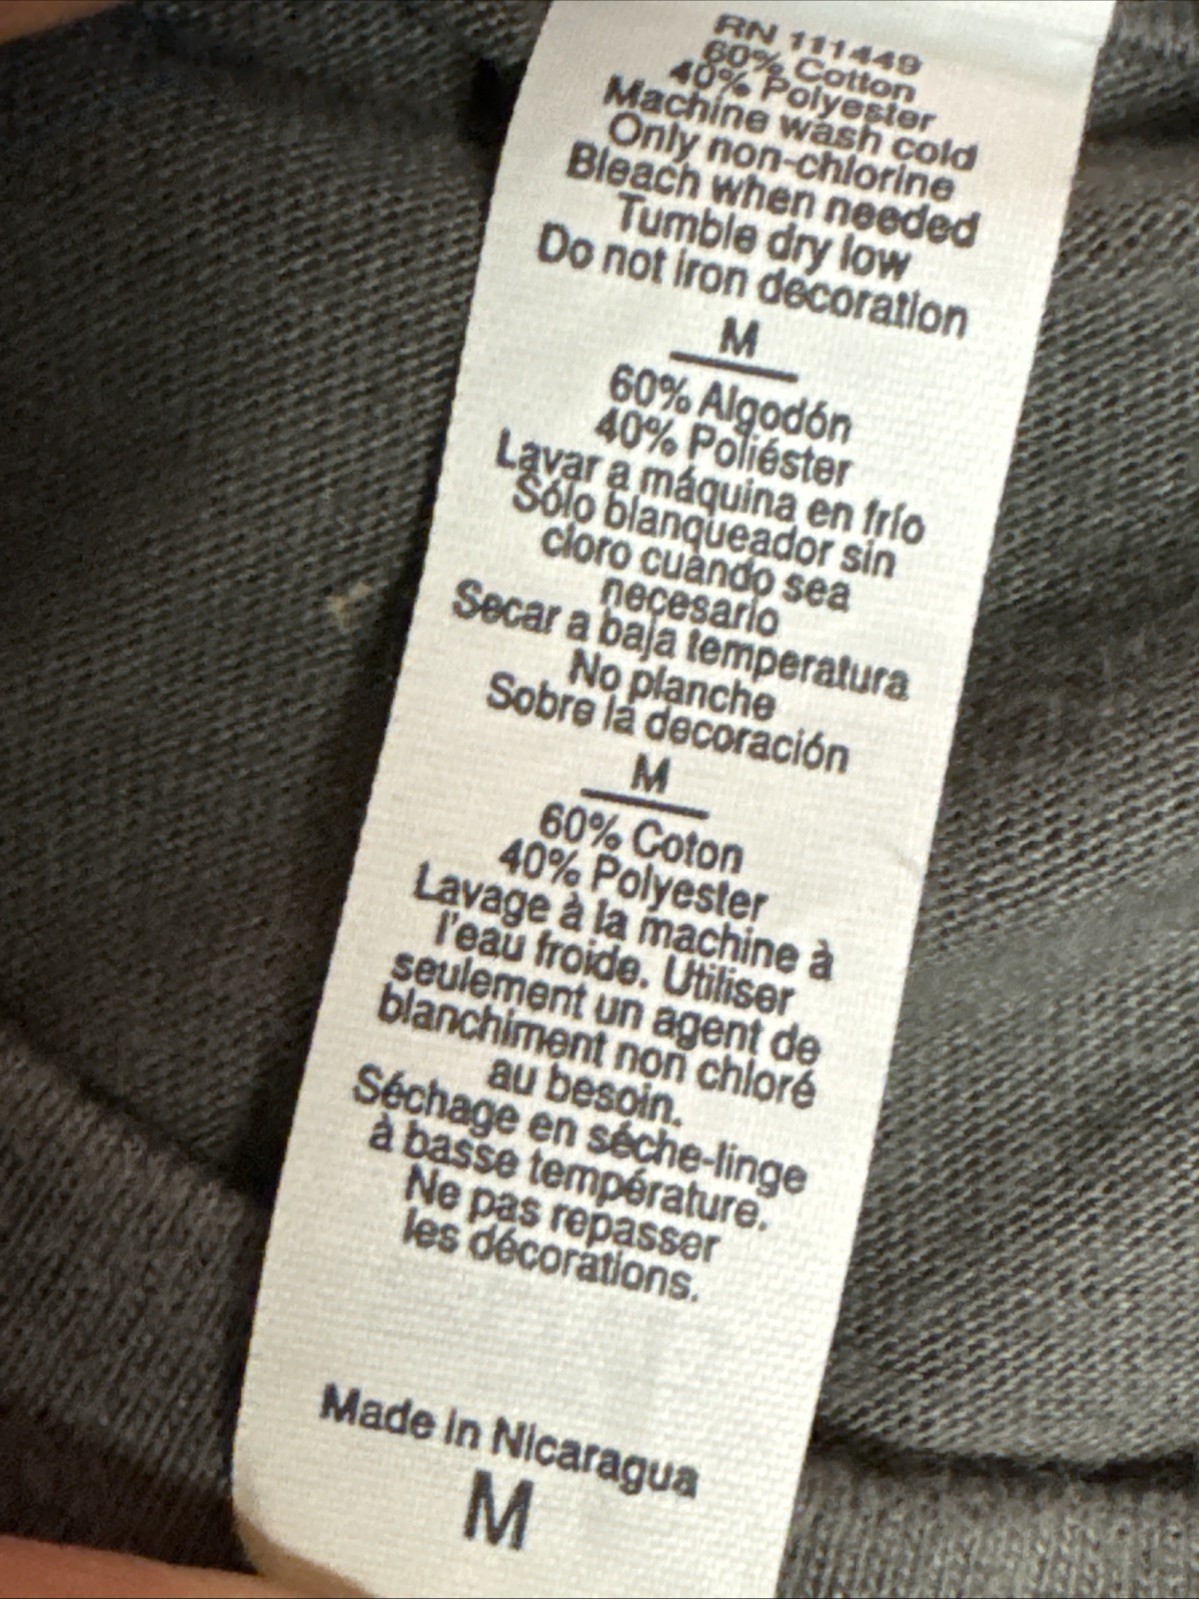 RN 111449
60% Cotton
40% Polyester
Machine wash cold
Only non-chlorine
Bleach when needed
Tumble dry low
Do not iron decoration
M
60% Algodón
40% Poliéster
Lavar a máquina en frío
Sólo blanqueador sin
cloro cuando sea
necesario
Secar a baja temperatura
No planche
Sobre la decoración
M
60% Coton
40% Polyester
Lavage à la machine à
l'eau froide. Utiliser
seulement un agent de
blanchiment non chloré
au besoin.
Séchage en séche-linge
à basse température.
Ne pas repasser
les décorations.
Made in Nicaragua
M